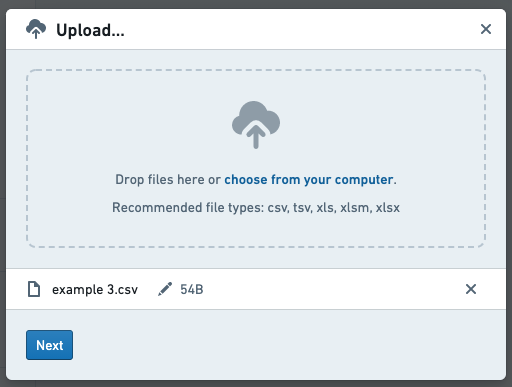 Upload...
Drop files here or choose from your computer.
Recommended file types: csv, tsv, xls, xlsm, xlsx
example 3.csv 54B
Next